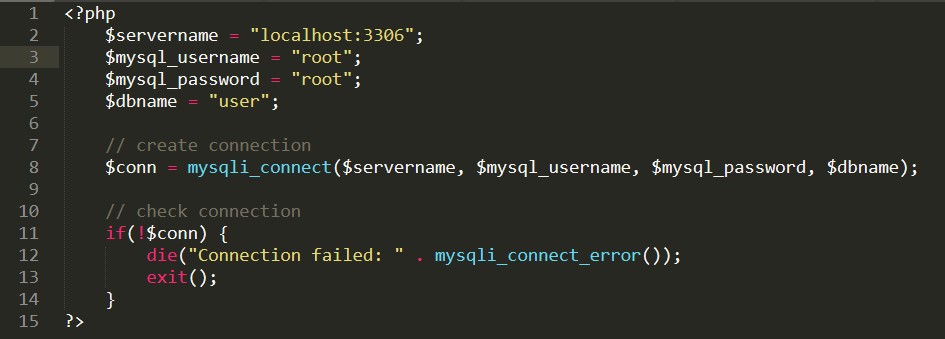 1 <?php
2 $servername = "localhost:3306";
3 $mysql_username = "root";
4 $mysql_password = "root";
5 $dbname = "user";
6
7 // create connection
8 $conn = mysqli_connect($servername, $mysql_username, $mysql_password, $dbname);
9
10 // check connection
11 if(!$conn) {
12 die("Connection failed: " . mysqli_connect_error());
13 exit();
14 }
15 ?>